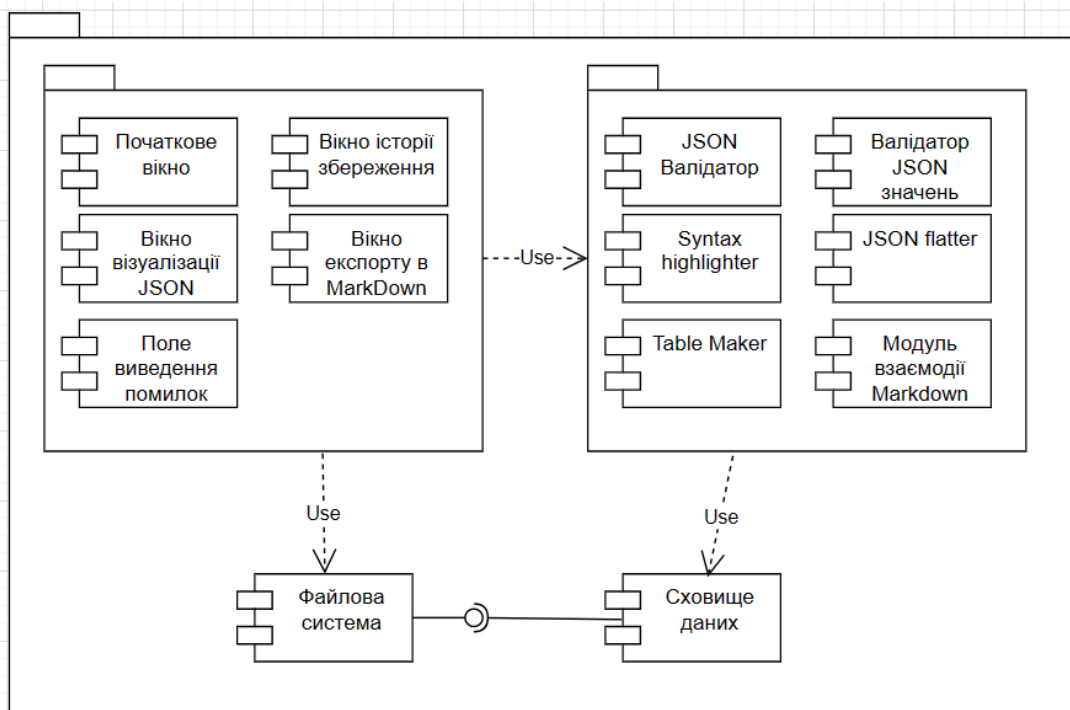 Початкове
вікно
Вікно історії
збереження
Вікно
візуалізації
JSON
Вікно
експорту в
MarkDown
Поле
виведення
помилок
Use
JSON
Валідатор
Валідатор
JSON
значень
Syntax
highlighter
JSON flatter
Table Maker
Модуль
взаємодії
Markdown
Use
Use
Файлова
система
Сховище
даних